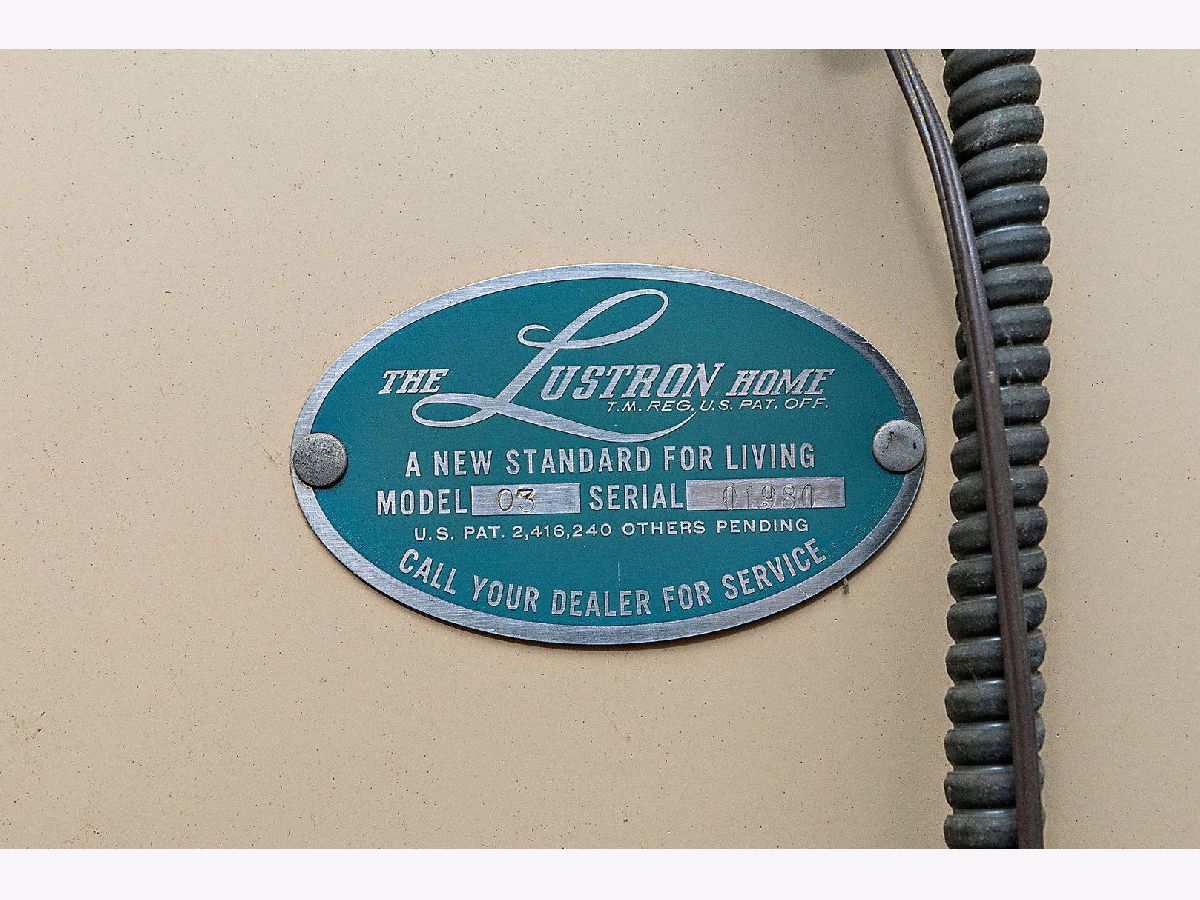 THE LUSTRON HOME
T.M. REG. U.S. PAT. OFF.
A NEW STANDARD FOR LIVING
MODEL 03 SERIAL 01980
U.S. PAT. 2,416,240 OTHERS PENDING
CALL YOUR DEALER FOR SERVICE